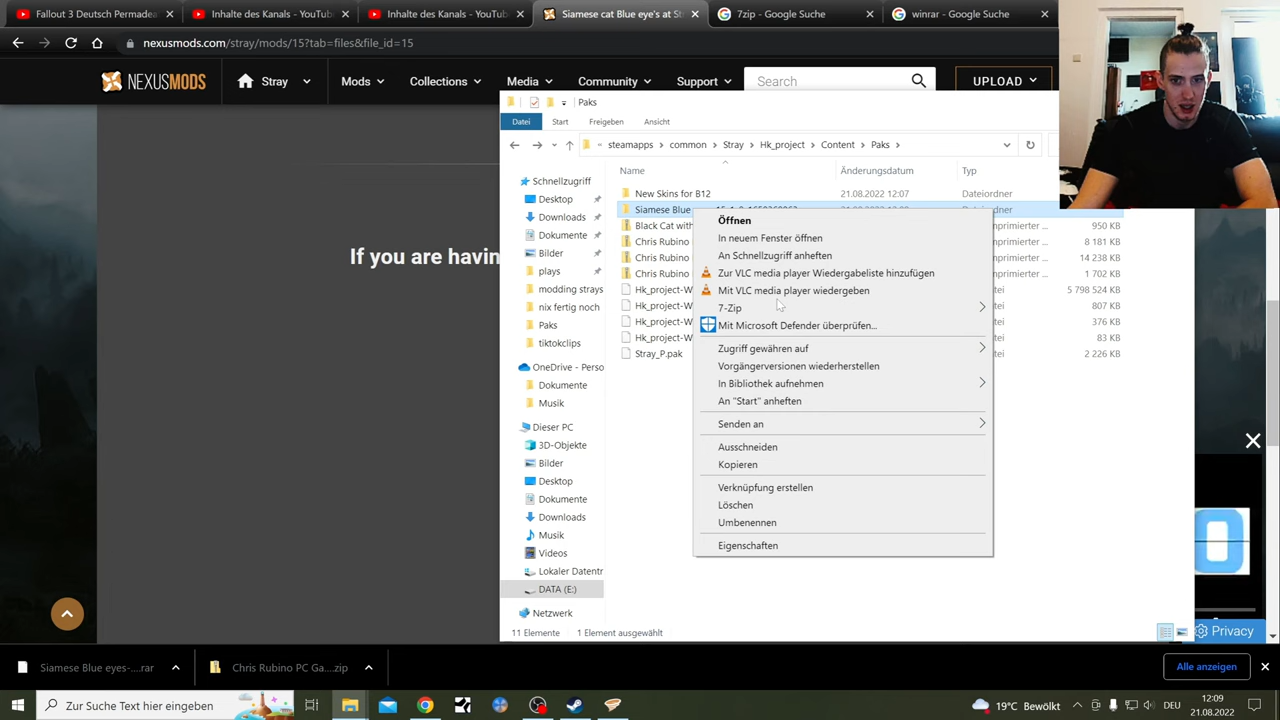 Fallout 3 Deutsch Permadea
Inhalte des Kanals - YouTub
Inhalte des Kanals - YouTub
Siamese cat Blue eye's at St
7zip - Google Suche
winrar - Google Suche
nexusmods.com/stray/mods/15?tab=files&file_id=17
NEXUSMODS
Stray
Mods
Collections
Media
Community
Support
Search
UPLOAD
If you are havin
Paks
Datei
Start
Freigeben
Ansicht
steamapps
common
Stray
Hk_project
Content
Paks
Name
Änderungsdatum
Typ
Schnellzugriff
Desktop
Downloads
Dokumente
Bilder
plays
modding strays
nix fertig noch
Paks
tiktokclips
OneDrive - Perso
Dokumente
Musik
Dieser PC
3D-Objekte
Bilder
Desktop
Dokumente
Downloads
Musik
Videos
Lokaler Datentr
DATA (E:)
Netzwerk
New Skins for B12 21.08.2022 12:07 Dateiordner
Siamese Blue
Black Cat with 950 KB
Chris Rubino 8 181 KB
Chris Rubino 14 238 KB
Chris Rubino 1 702 KB
Hk_project-W 5 798 524 KB
Hk_project-W 807 KB
Hk_project-W 376 KB
Hk_project-W 83 KB
Stray_P.pak 2 226 KB
Öffnen
In neuem Fenster öffnen
An Schnellzugriff anheften
Zur VLC media player Wiedergabeliste hinzufügen
Mit VLC media player wiedergeben
7-Zip
Mit Microsoft Defender überprüfen...
Zugriff gewähren auf
Vorgängerversionen wiederherstellen
In Bibliothek aufnehmen
An "Start" anheften
Senden an
Ausschneiden
Kopieren
Verknüpfung erstellen
Löschen
Umbenennen
Eigenschaften
11 Elemente
1 Element ausgewählt
Privacy
Siamese Blue eyes-....rar
Chris Rubino PC Ga...zip
Alle anzeigen
Zur Suche Text hier eingeben
19°C Bewölkt
DEU
12:09
21.08.2022